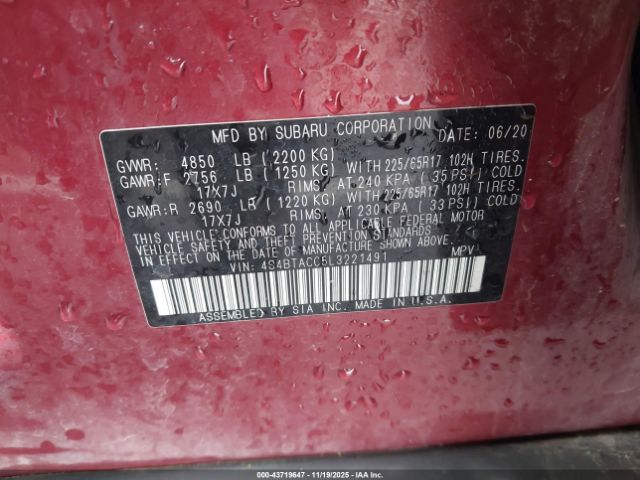 MFD BY SUBARU CORPORATION DATE: 06/20
GVWR: 4850 LB (2200 KG)
GAWR:F 2756 LB (1250 KG) WITH 225/65R17 102H TIRES,
17X7J RIMS, AT 240 KPA (35 PSI) COLD
GAWR:R 2690 LB (1220 KG) WITH 225/65R17 102H TIRES,
17X7J RIMS, AT 230 KPA (33 PSI) COLD
THIS VEHICLE CONFORMS TO ALL APPLICABLE FEDERAL MOTOR
VEHICLE SAFETY AND THEFT PREVENTION STANDARDS
IN EFFECT ON THE DATE OF MANUFACTURE SHOWN ABOVE.
VIN: 4S4BTACC5L3221491 MPV
ASSEMBLED BY SIA INC. MADE IN U.S.A.
000-43719647 - 11/19/2025 - IAAI.com